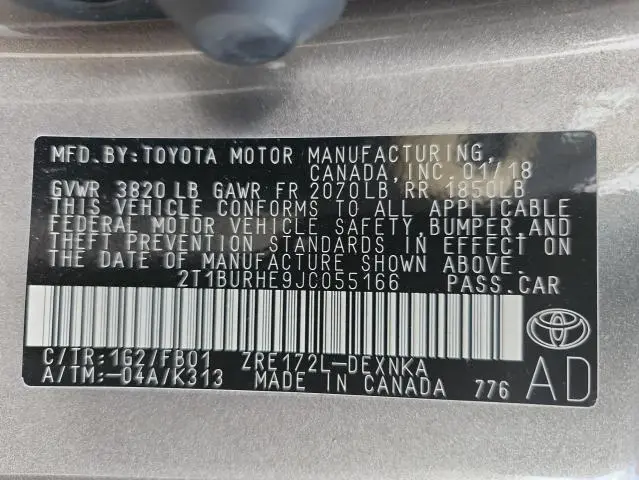 MFD.BY:TOYOTA MOTOR MANUFACTURING,
CANADA, INC. 01/18
GVWR 3820 LB GAWR FR 2070LB, RR 1850LB
THIS VEHICLE CONFORMS TO ALL APPLICABLE
FEDERAL MOTOR VEHICLE SAFETY, BUMPER, AND
THEFT PREVENTION STANDARDS IN EFFECT ON
THE DATE OF MANUFACTURE SHOWN ABOVE.
2T1BURHE9JC055166 PASS.CAR
C/TR:1G2/FB01 ZRE172L-DEXNKA
A/TM:-04A/K313 MADE IN CANADA 776 AD